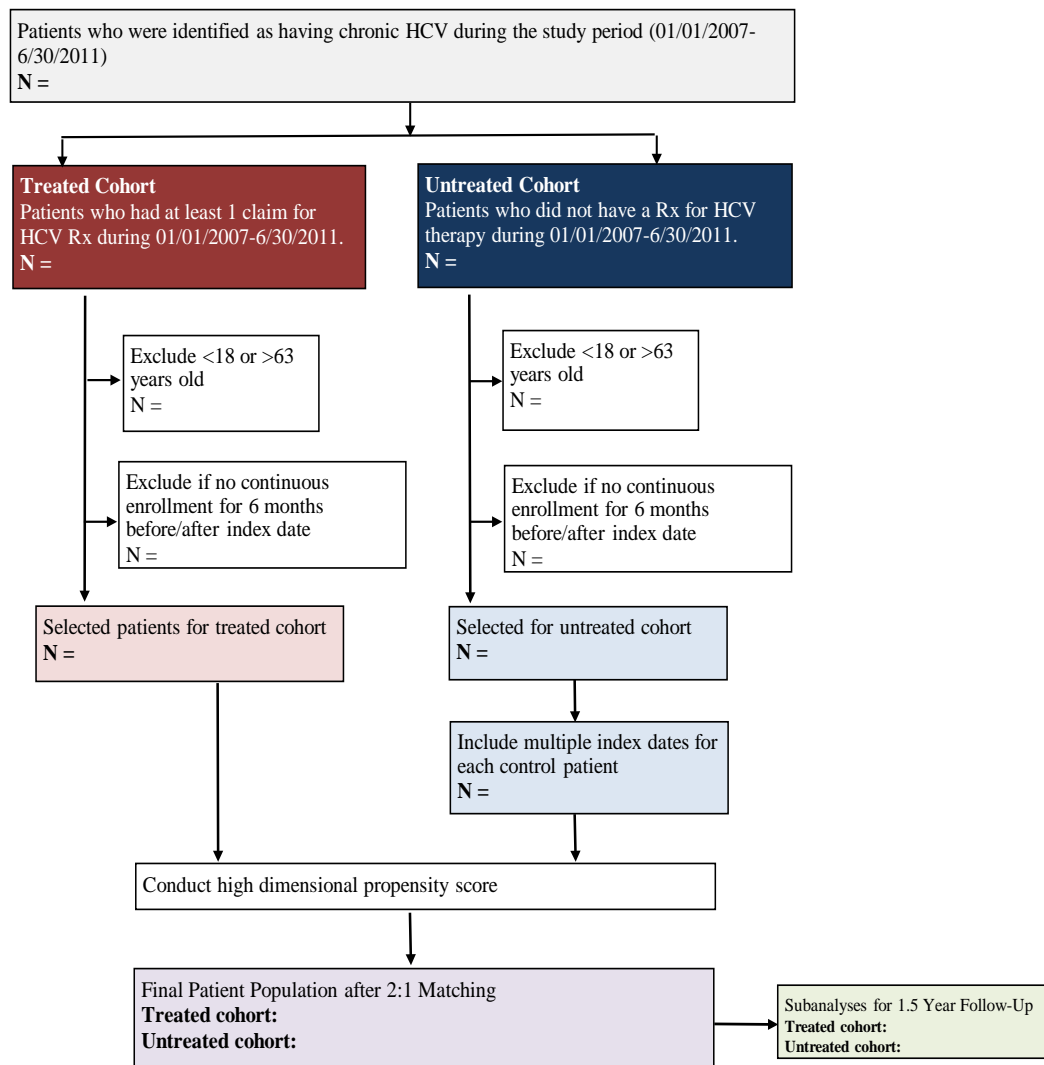 Patients who were identified as having chronic HCV during the study period (01/01/2007-
6/30/2011)
N =
Treated Cohort
Patients who had at least 1 claim for
HCV Rx during 01/01/2007-6/30/2011.
N =
Untreated Cohort
Patients who did not have a Rx for HCV
therapy during 01/01/2007-6/30/2011.
N =
Exclude <18 or >63
years old
N =
Exclude <18 or >63
years old
N =
Exclude if no continuous
enrollment for 6 months
before/after index date
N =
Exclude if no continuous
enrollment for 6 months
before/after index date
N =
Selected patients for treated cohort
N =
Selected for untreated cohort
N =
Include multiple index dates for
each control patient
N =
Conduct high dimensional propensity score
Final Patient Population after 2:1 Matching
Treated cohort:
Untreated cohort:
Subanalyses for 1.5 Year Follow-Up
Treated cohort:
Untreated cohort: